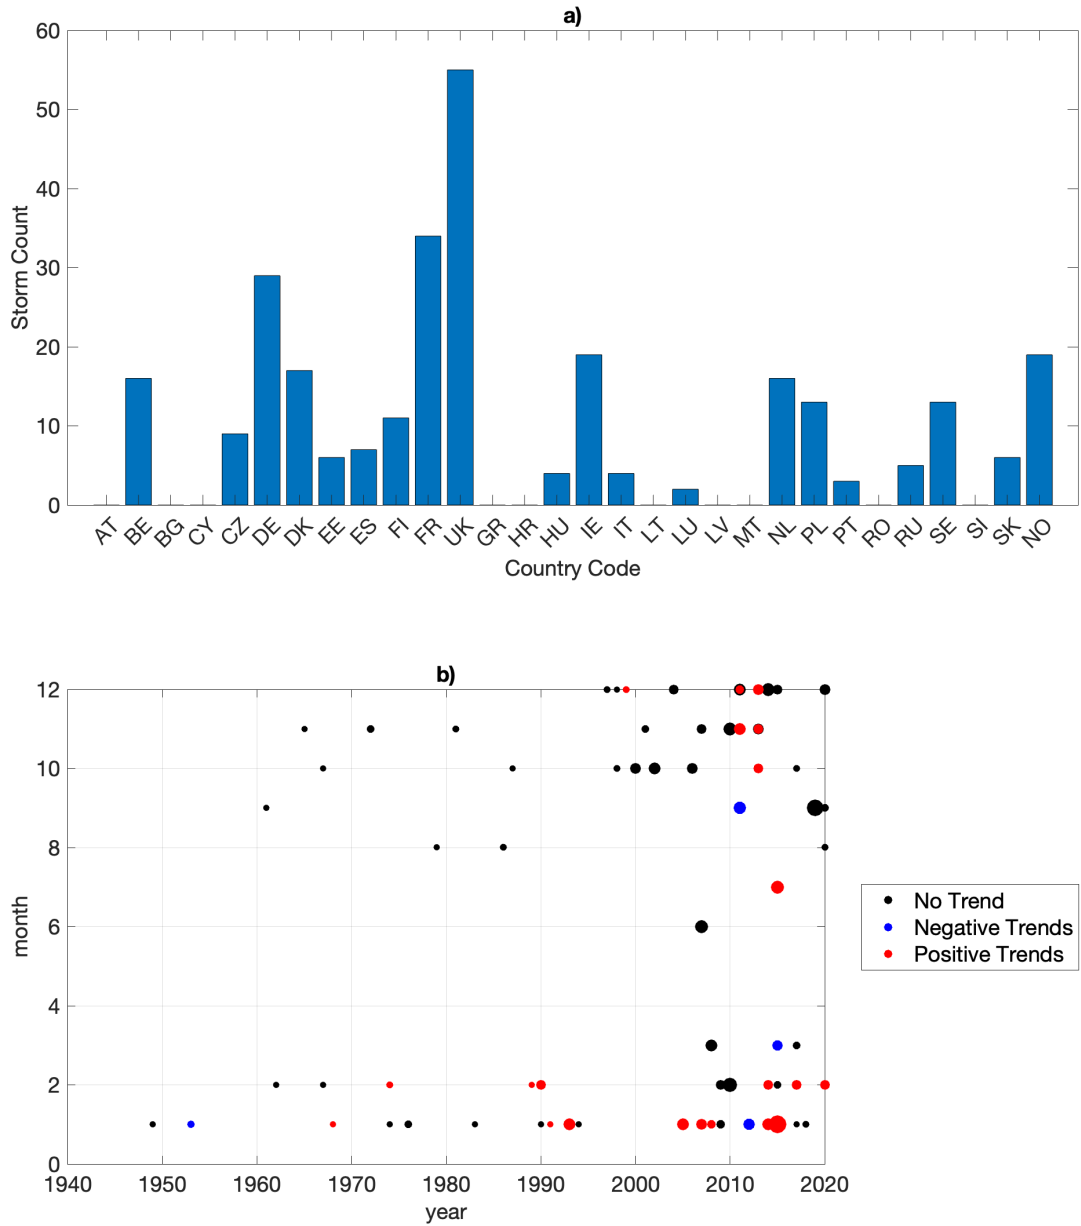 a)
60
50
40
30
20
10
0
Storm Count
AT BE BG CY CZ DE DK EE ES FI FR UK GR HR HU IE IT LT LU LV MT NL PL PT RO RU SE SI SK NO
Country Code
b)
12
10
8
6
4
2
0
month
1940 1950 1960 1970 1980 1990 2000 2010 2020
year
No Trend
Negative Trends
Positive Trends